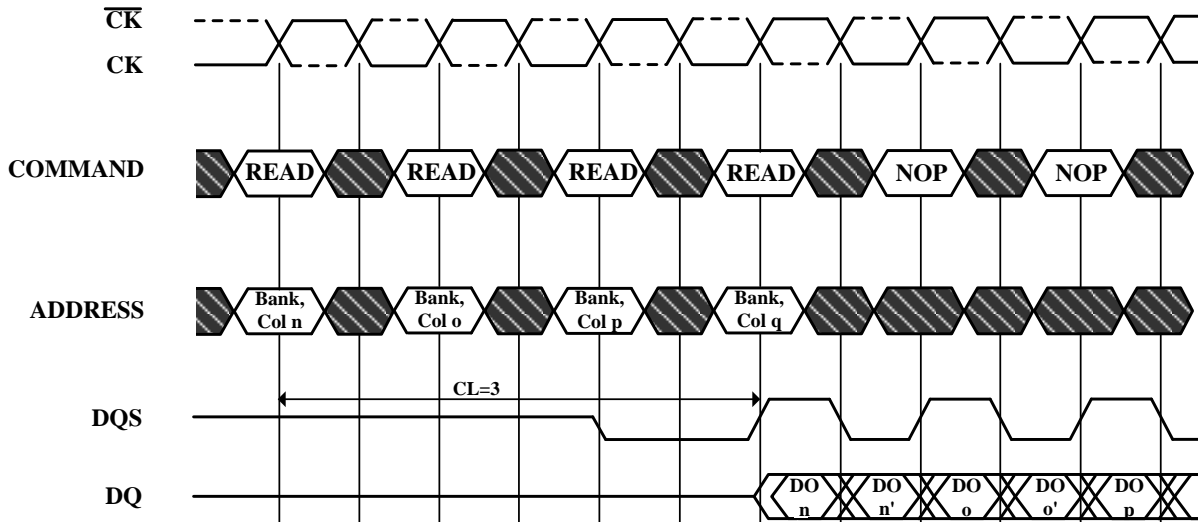 CK
CK
COMMAND READ READ READ READ NOP NOP
ADDRESS Bank, Col n Bank, Col o Bank, Col p Bank, Col q
CL=3
DQS
DQ DO n DO n' DO o DO o' DO p